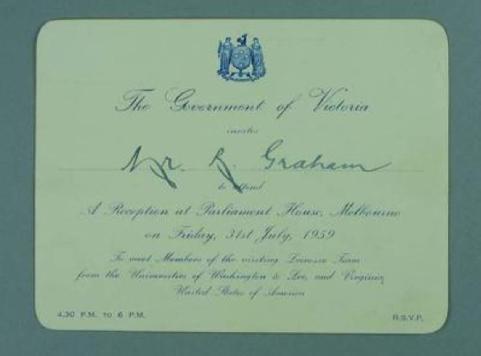 The Government of Victoria
invites
Mr. R. Graham
to attend
A Reception at Parliament House, Melbourne
on Friday, 31st July, 1959
To meet Members of the visiting Lacrosse Team
from the Universities of Washington & Lee, and Virginia,
United States of America
4.30 P.M. TO 6 P.M.
R.S.V.P.